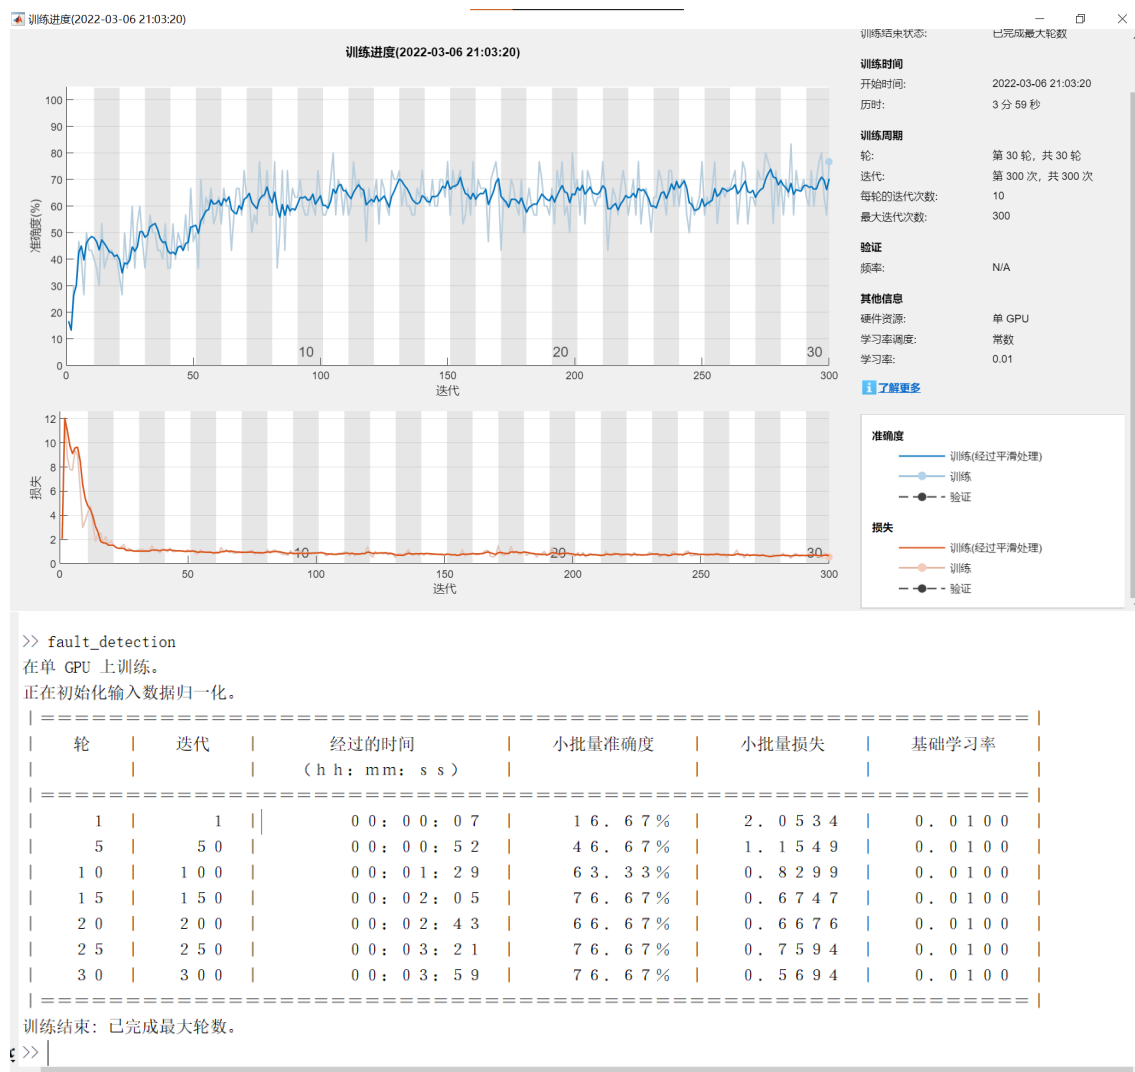 训练进度(2022-03-06 21:03:20)
训练进度(2022-03-06 21:03:20)
100
90
80
70
60
50
40
30
20
10
0
准确度(%)
10
20
30
0 50 100 150 200 250 300
迭代
12
10
8
6
4
2
0
损失
10
20
30
0 50 100 150 200 250 300
迭代
训练结束状态: 已完成最大轮数
训练时间
开始时间: 2022-03-06 21:03:20
历时: 3 分 59 秒
训练周期
轮: 第 30 轮，共 30 轮
迭代: 第 300 次，共 300 次
每轮的迭代次数: 10
最大迭代次数: 300
验证
频率: N/A
其他信息
硬件资源: 单 GPU
学习率调度: 常数
学习率: 0.01
i 了解更多
准确度
训练(经过平滑处理)
训练
验证
损失
训练(经过平滑处理)
训练
验证
>> fault_detection
在单 GPU 上训练。
正在初始化输入数据归一化。
|=========================================================|
| 轮 | 迭代 | 经过的时间 | 小批量准确度 | 小批量损失 | 基础学习率 |
| | | (hh:mm:ss) | | | |
|=========================================================|
| 1 | 1 | 00:00:07 | 16.67% | 2.0534 | 0.0100 |
| 5 | 50 | 00:00:52 | 46.67% | 1.1549 | 0.0100 |
| 10 | 100 | 00:01:29 | 63.33% | 0.8299 | 0.0100 |
| 15 | 150 | 00:02:05 | 76.67% | 0.6747 | 0.0100 |
| 20 | 200 | 00:02:43 | 66.67% | 0.6676 | 0.0100 |
| 25 | 250 | 00:03:21 | 76.67% | 0.7594 | 0.0100 |
| 30 | 300 | 00:03:59 | 76.67% | 0.5694 | 0.0100 |
|=========================================================|
训练结束: 已完成最大轮数。
>>